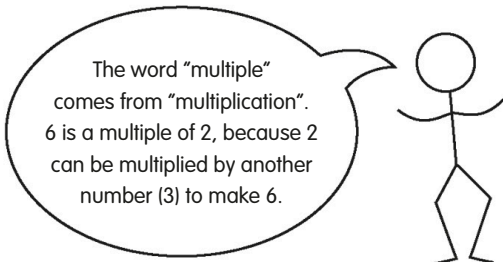 The word "multiple"
comes from "multiplication".
6 is a multiple of 2, because 2
can be multiplied by another
number (3) to make 6.